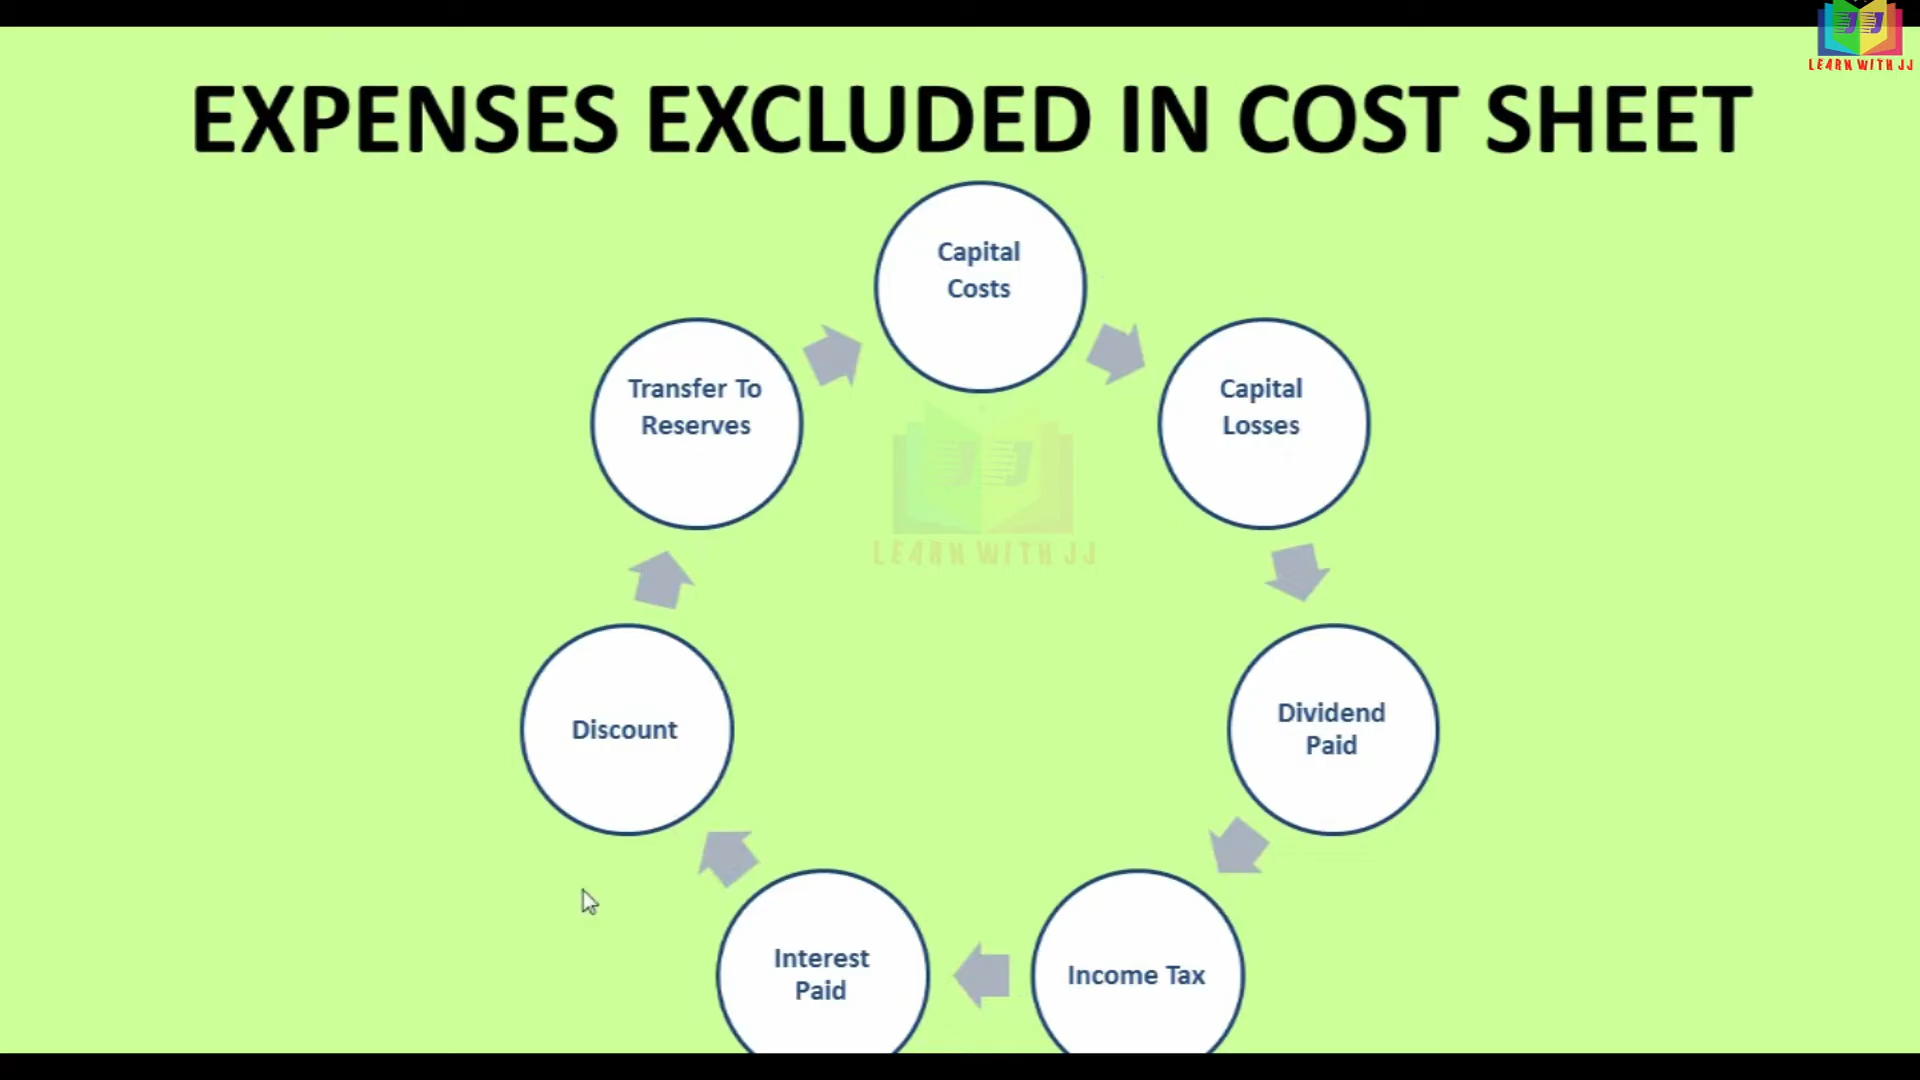 LEARN WITH JJ
EXPENSES EXCLUDED IN COST SHEET
Capital
Costs
Capital
Losses
Dividend
Paid
Income Tax
Interest
Paid
Discount
Transfer To
Reserves
LEARN WITH JJ